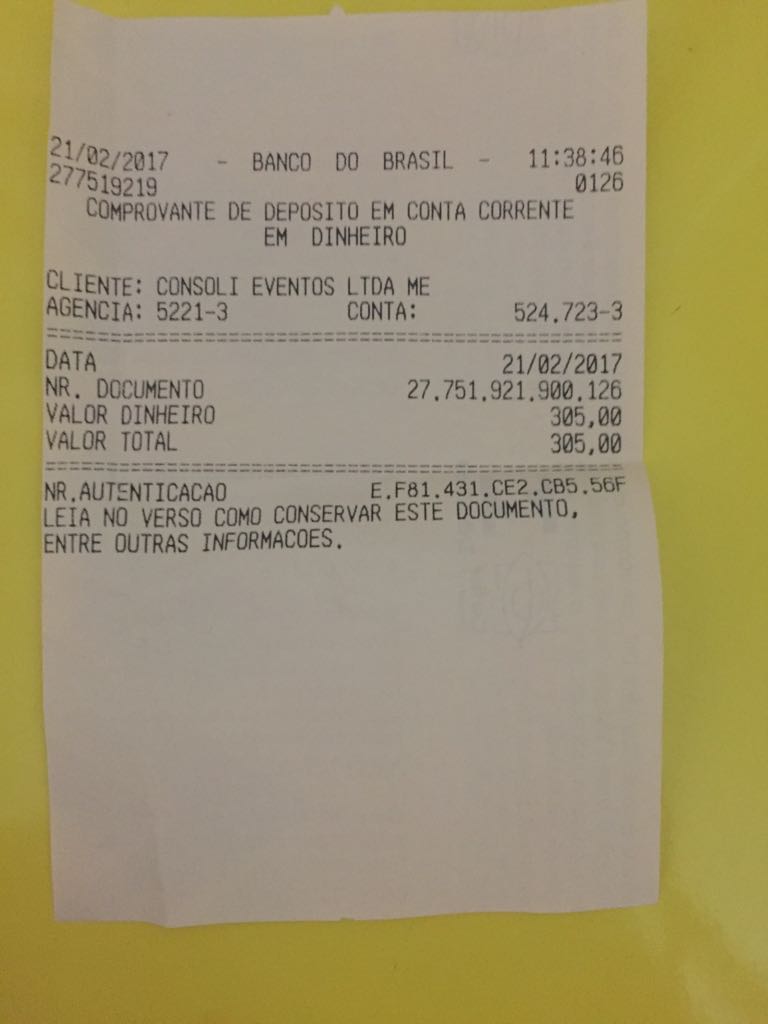 21/02/2017 - BANCO DO BRASIL - 11:38:46
277519219 0126
COMPROVANTE DE DEPOSITO EM CONTA CORRENTE
EM DINHEIRO
CLIENTE: CONSOLI EVENTOS LTDA ME
AGENCIA: 5221-3 CONTA: 524.723-3
================================================
DATA 21/02/2017
NR. DOCUMENTO 27.751.921.900.126
VALOR DINHEIRO 305,00
VALOR TOTAL 305,00
================================================
NR.AUTENTICACAO E.F81.431.CE2.CB5.56F
LEIA NO VERSO COMO CONSERVAR ESTE DOCUMENTO,
ENTRE OUTRAS INFORMACOES.